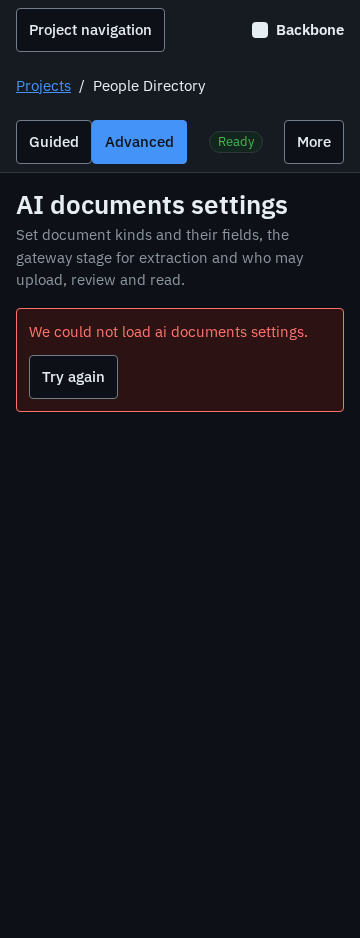 Project navigation
Backbone
Projects / People Directory
Guided
Advanced
Ready
More
AI documents settings
Set document kinds and their fields, the
gateway stage for extraction and who may
upload, review and read.
We could not load ai documents settings.
Try again